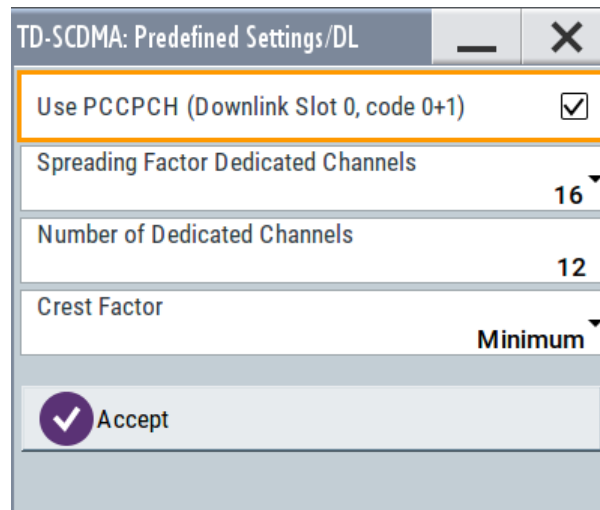 TD-SCDMA: Predefined Settings/DL
Use PCCPCH (Downlink Slot 0, code 0+1)
Spreading Factor Dedicated Channels
16
Number of Dedicated Channels
12
Crest Factor
Minimum
Accept